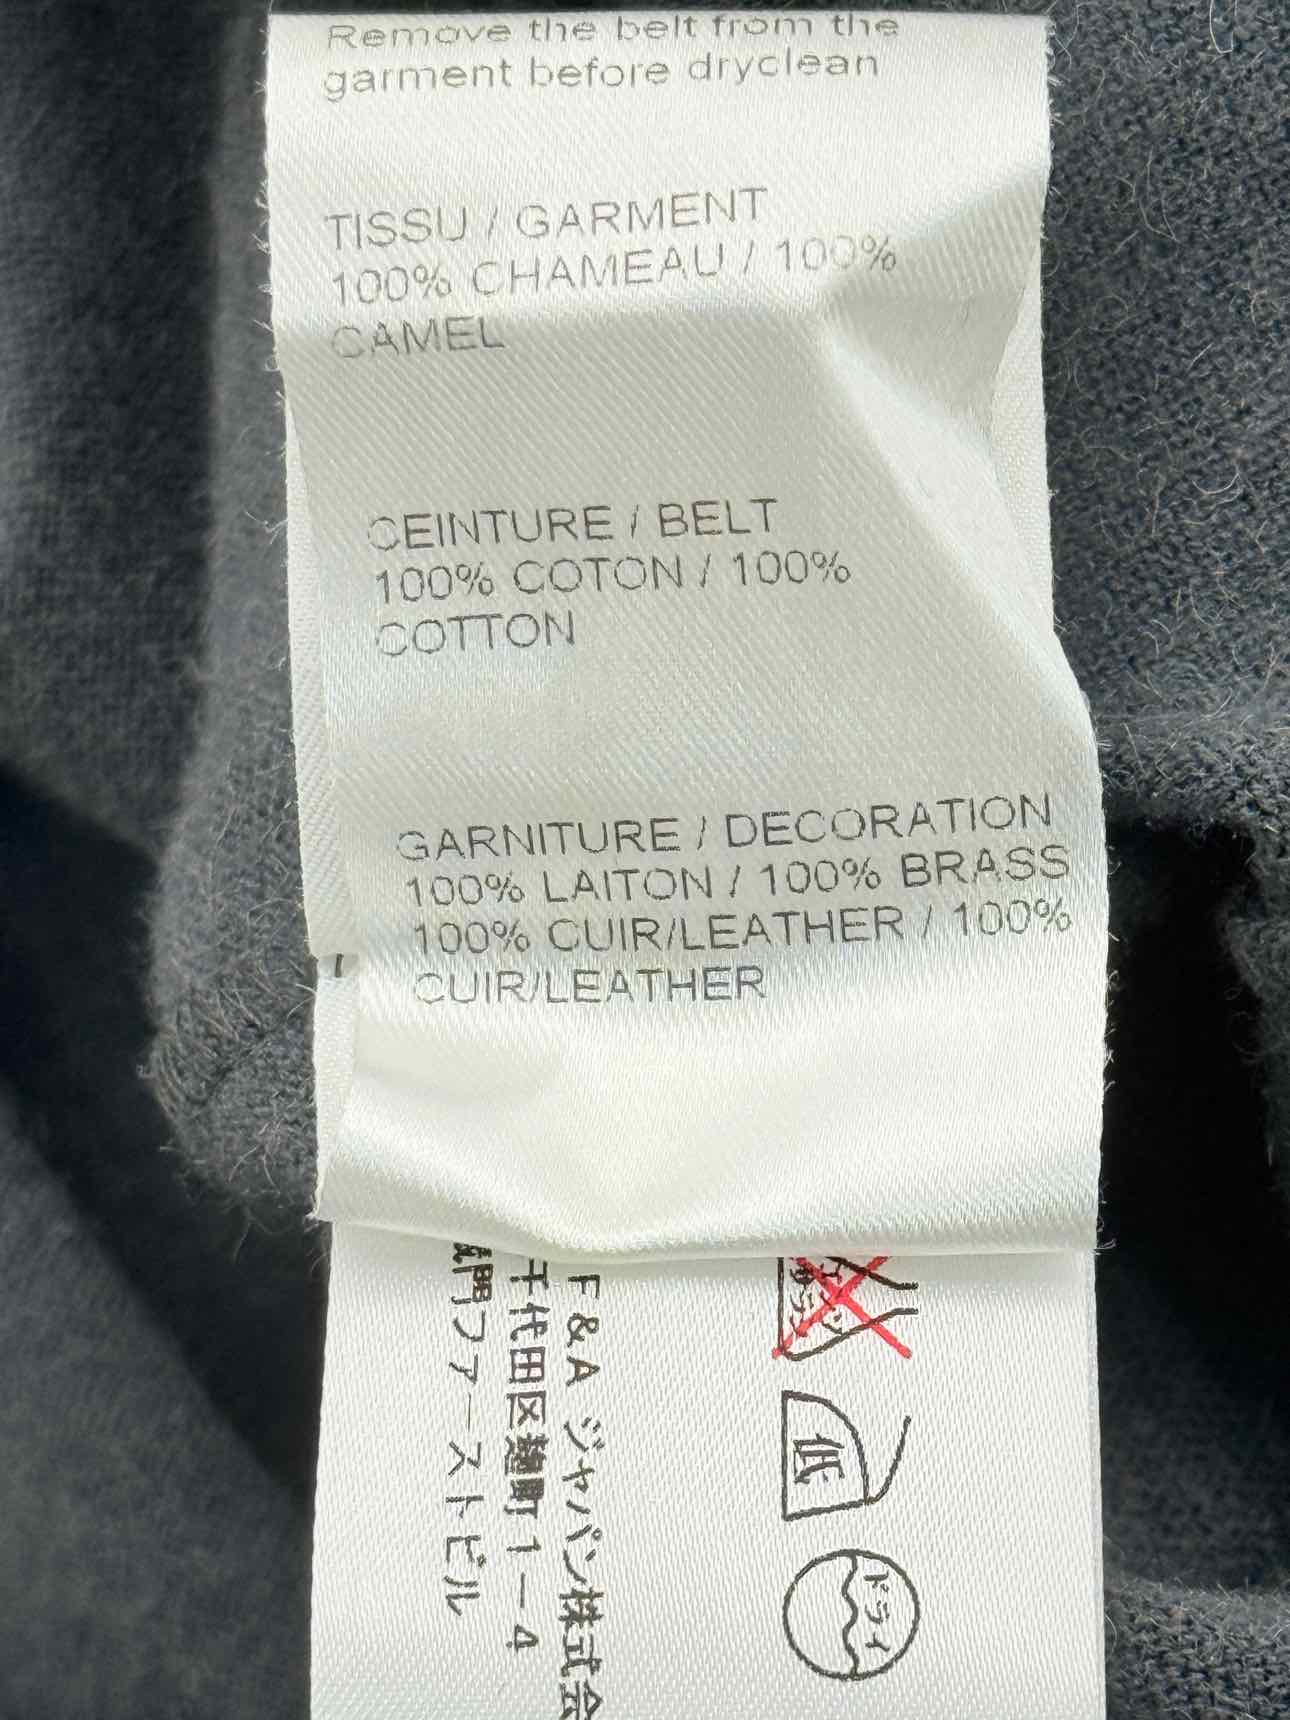 Remove the belt from the
garment before dryclean
TISSU / GARMENT
100% CHAMEAU / 100%
CAMEL
CEINTURE / BELT
100% COTON / 100%
COTTON
GARNITURE / DECORATION
100% LAITON / 100% BRASS
100% CUIR/LEATHER / 100%
CUIR/LEATHER
F&A ジャパン株式会
千代田区麹町1-4
門ファーストビル
低
ドライ